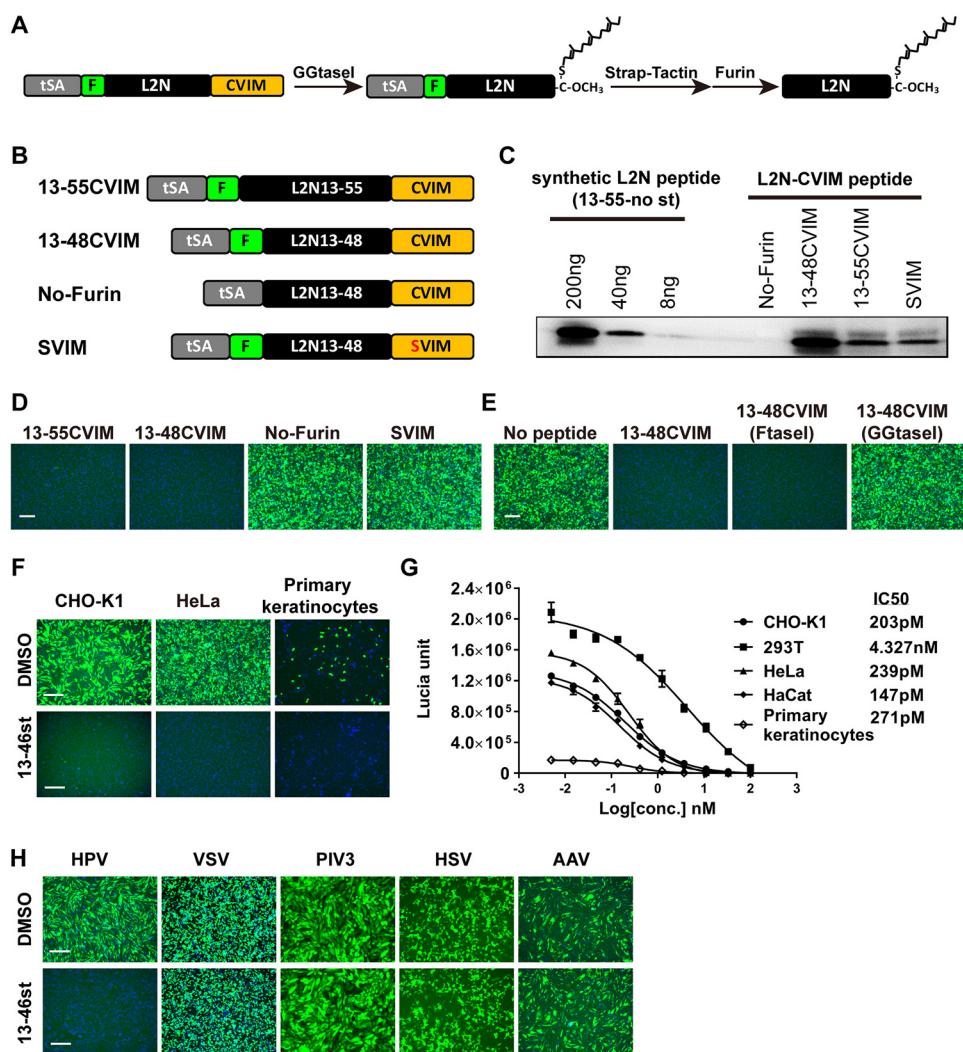 A
GGtaseI
Strap-Tactin
Furin
tSA F L2N CVIM
tSA F L2N
S
-C-OCH3
L2N
S
-C-OCH3
B
13-55CVIM
tSA F L2N13-55 CVIM
13-48CVIM
tSA F L2N13-48 CVIM
No-Furin
tSA L2N13-48 CVIM
SVIM
tSA F L2N13-48 SVIM
C
synthetic L2N peptide
(13-55-no st)
L2N-CVIM peptide
200ng
40ng
8ng
No-Furin
13-48CVIM
13-55CVIM
SVIM
D
13-55CVIM 13-48CVIM No-Furin SVIM
E
No peptide
13-48CVIM
13-48CVIM
(FtaseI)
13-48CVIM
(GGtaseI)
F
CHO-K1 HeLa Primary
keratinocytes
DMSO
13-46st
G
2.4×10⁶
2.0×10⁶
1.6×10⁶
1.2×10⁶
8.0×10⁵
4.0×10⁵
0
Lucia unit
-3 -2 -1 0 1 2 3
Log[conc.] nM
IC50
CHO-K1 203pM
293T 4.327nM
HeLa 239pM
HaCat 147pM
Primary 271pM
keratinocytes
H
HPV VSV PIV3 HSV AAV
DMSO
13-46st